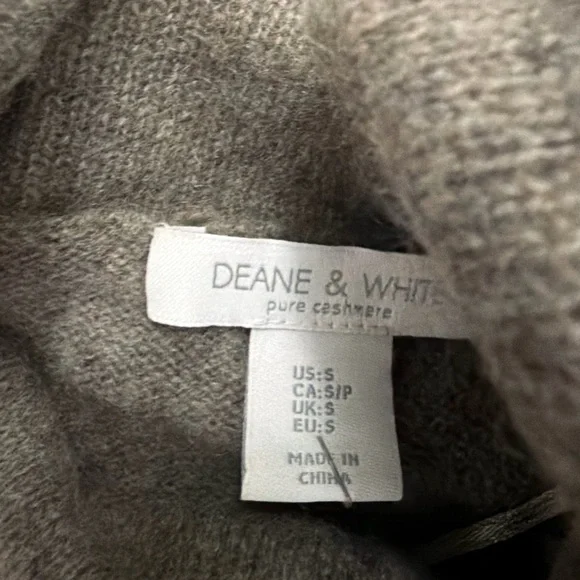 DEANE & WHITE
pure cashmere
US:S
CA:S/P
UK:S
EU:S
MADE IN
CHINA